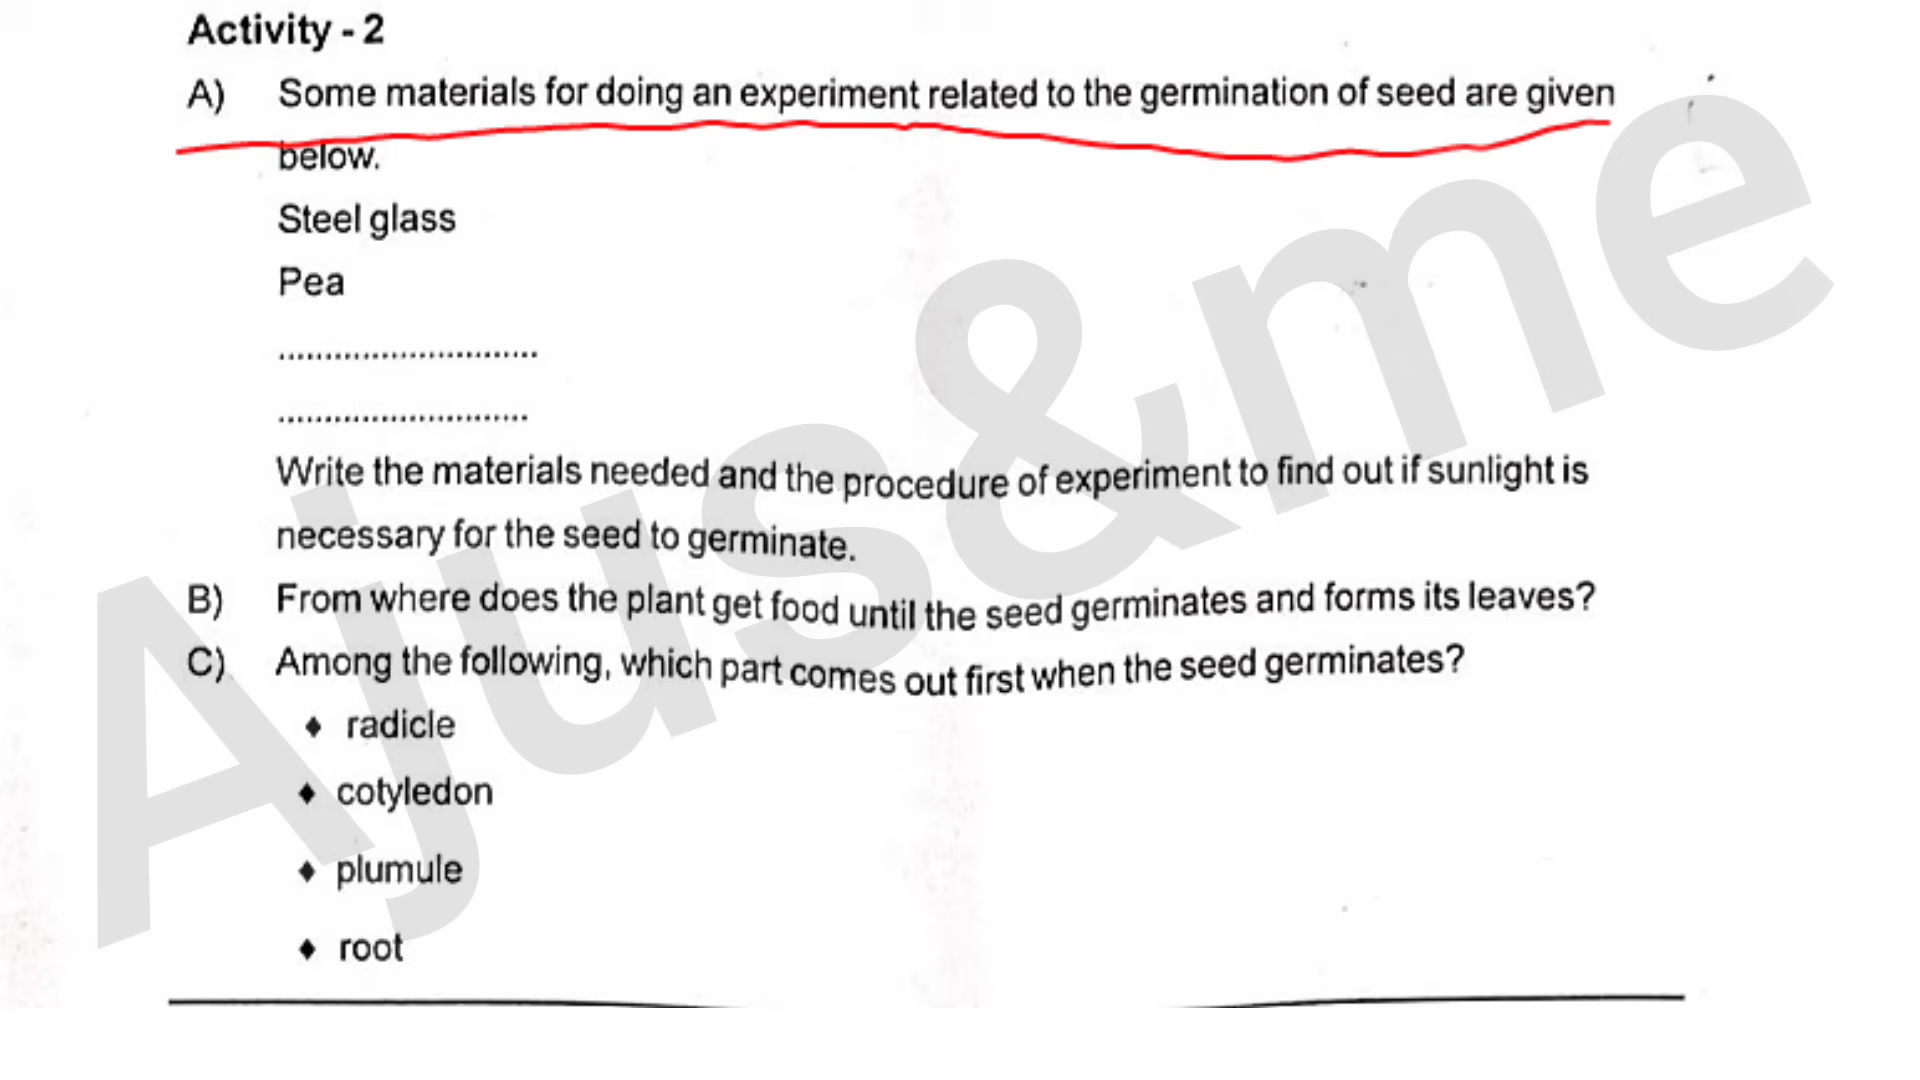 Activity - 2
A) Some materials for doing an experiment related to the germination of seed are given
below.
Steel glass
Pea
............................
...........................
Write the materials needed and the procedure of experiment to find out if sunlight is
necessary for the seed to germinate.
B) From where does the plant get food until the seed germinates and forms its leaves?
C) Among the following, which part comes out first when the seed germinates?
♦ radicle
♦ cotyledon
♦ plumule
♦ root
Ajus&me